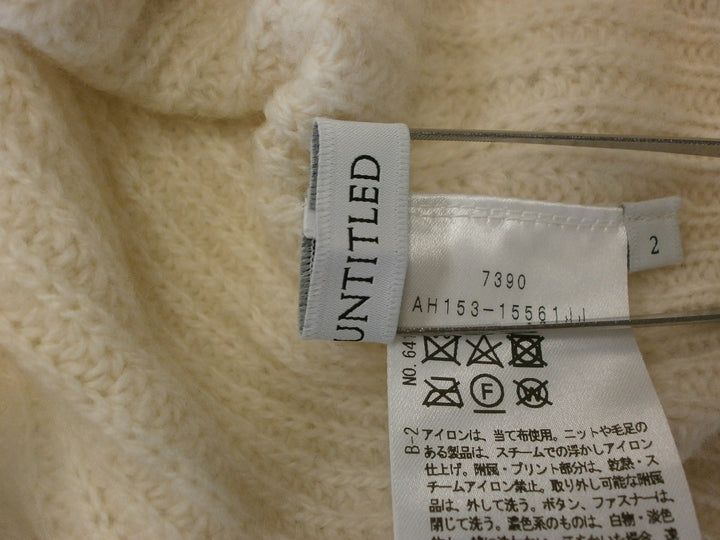 UNTITLED
2
7390
AH153-15561
NO. 64
B-2
アイロンは、当て布使用。ニットや毛足の
ある製品は、スチームでの浮かしアイロン
仕上げ。附属・プリント部分は、乾熱・ス
チームアイロン禁止。取り外し可能な附属
品は、外して洗う。ボタン、ファスナーは、
閉じて洗う。濃色系のものは、白物・淡色
F
W